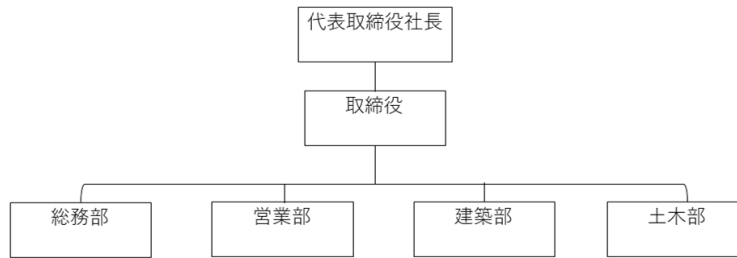 代表取締役社長
取締役
総務部
営業部
建築部
土木部